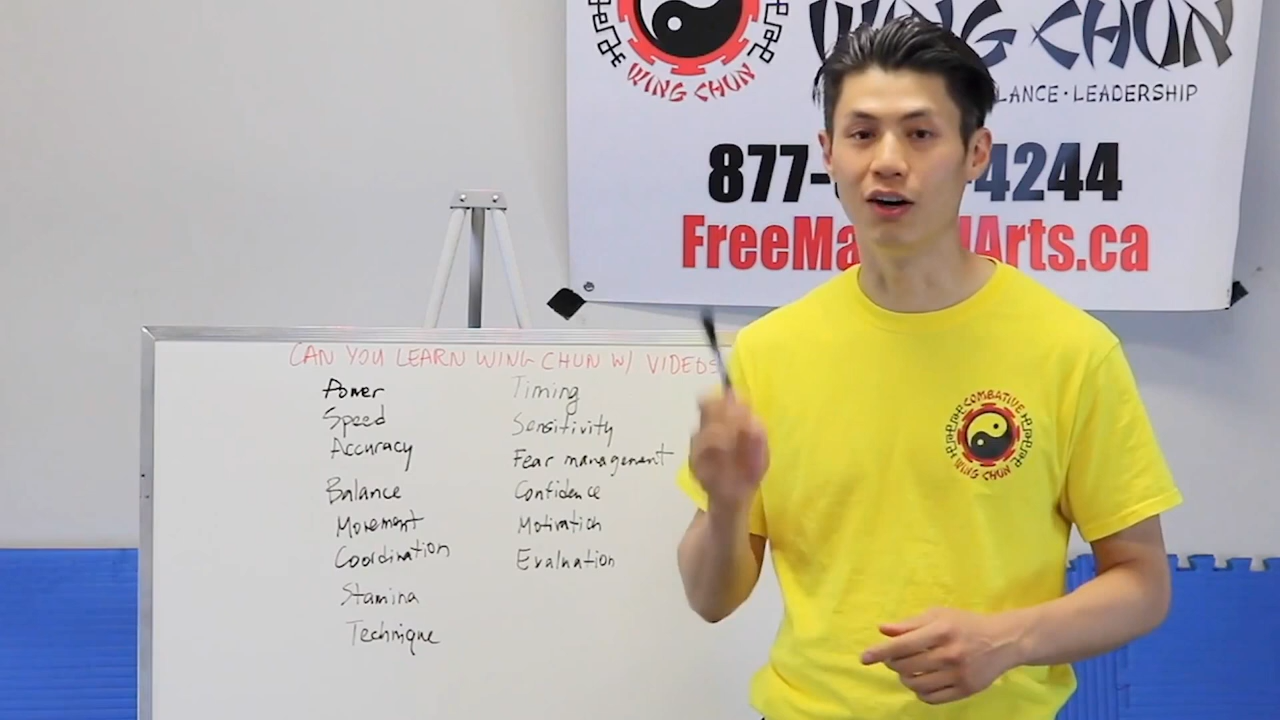 WING CHUN
WING CHUN
LANCE · LEADERSHIP
877- 4244
FreeMa lArts.ca
CAN YOU LEARN WING CHUN W/ VIDEOS
Power
Speed
Accuracy
Balance
Movement
Coordination
Stamina
Technique
Timing
Sensitivity
Fear management
Confidence
Motivation
Evaluation
COMBATIVE
WING CHUN